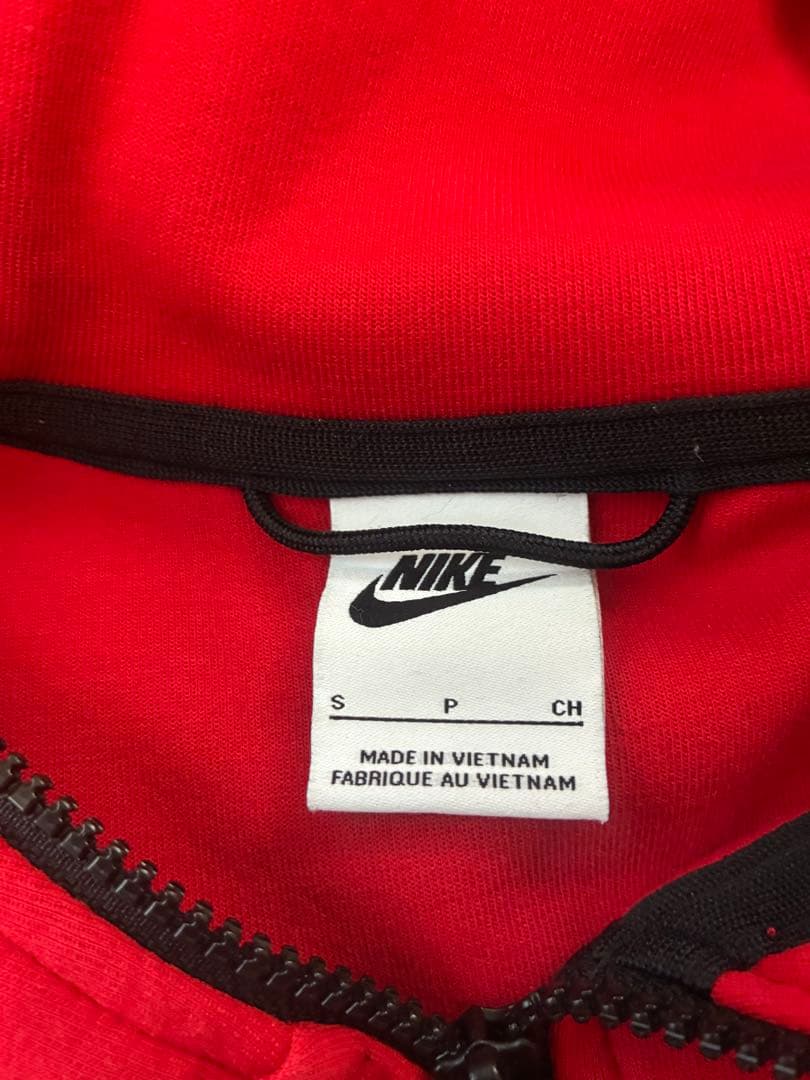 NIKE
S P CH
MADE IN VIETNAM
FABRIQUE AU VIETNAM